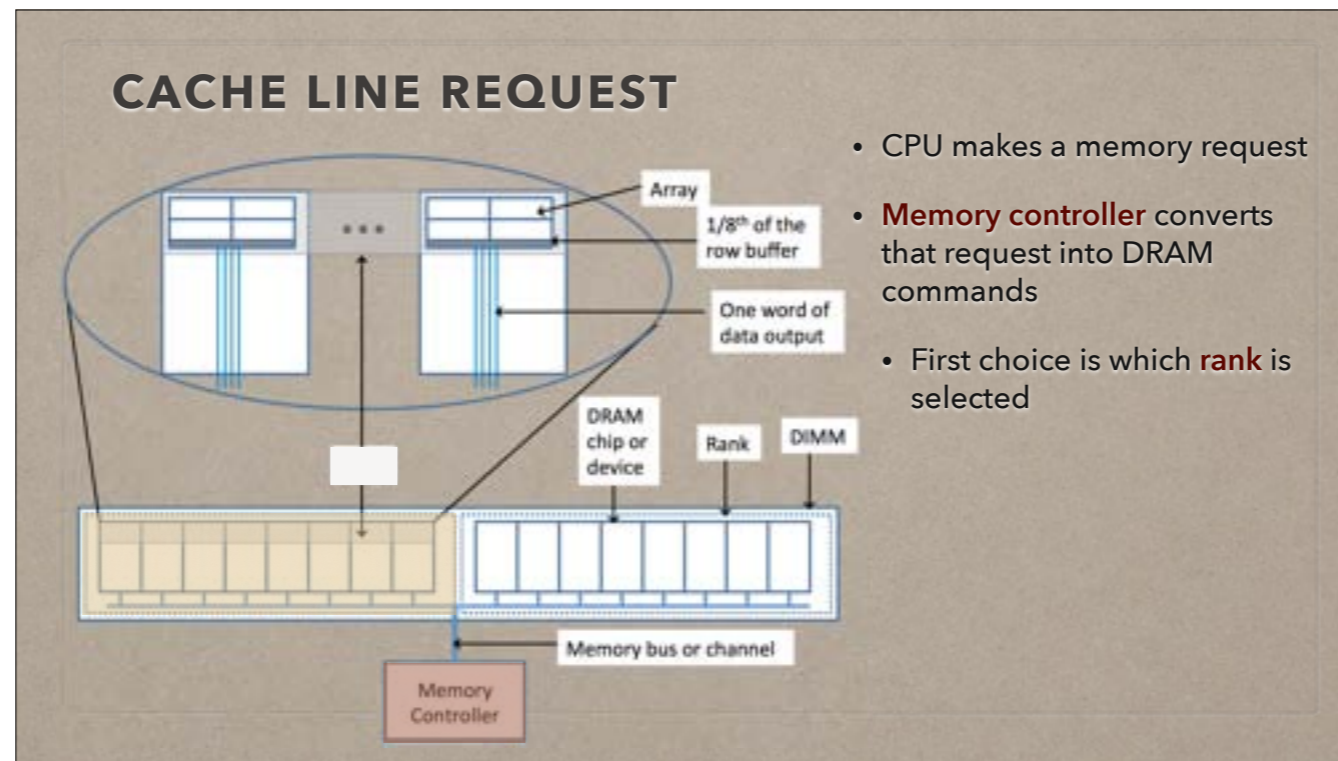 CACHE LINE REQUEST
• CPU makes a memory request
• Memory controller converts
that request into DRAM
commands
• First choice is which rank is
selected
Array
1/8th of the
row buffer
One word of
data output
DRAM
chip or
device
Rank
DIMM
Memory bus or channel
Memory
Controller